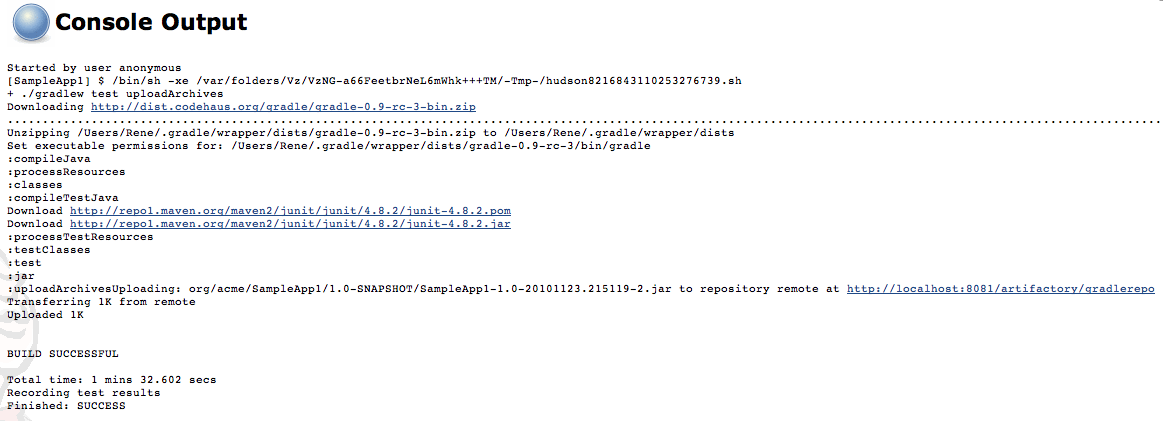 Console Output
Started by user anonymous
[SampleApp1] $ /bin/sh -xe /var/folders/Vz/VzNG-a66FeetbrNeL6mWhk+++TM/-Tmp-/hudson8216843110253276739.sh
+ ./gradlew test uploadArchives
Downloading http://dist.codehaus.org/gradle/gradle-0.9-rc-3-bin.zip
....................................................................................................................................................................
Unzipping /Users/Rene/.gradle/wrapper/dists/gradle-0.9-rc-3-bin.zip to /Users/Rene/.gradle/wrapper/dists
Set executable permissions for: /Users/Rene/.gradle/wrapper/dists/gradle-0.9-rc-3/bin/gradle
:compileJava
:processResources
:classes
:compileTestJava
Download http://repo1.maven.org/maven2/junit/junit/4.8.2/junit-4.8.2.pom
Download http://repo1.maven.org/maven2/junit/junit/4.8.2/junit-4.8.2.jar
:processTestResources
:testClasses
:test
:jar
:uploadArchivesUploading: org/acme/SampleApp1/1.0-SNAPSHOT/SampleApp1-1.0-20101123.215119-2.jar to repository remote at http://localhost:8081/artifactory/gradlerepo
Transferring 1K from remote
Uploaded 1K
BUILD SUCCESSFUL
Total time: 1 mins 32.602 secs
Recording test results
Finished: SUCCESS